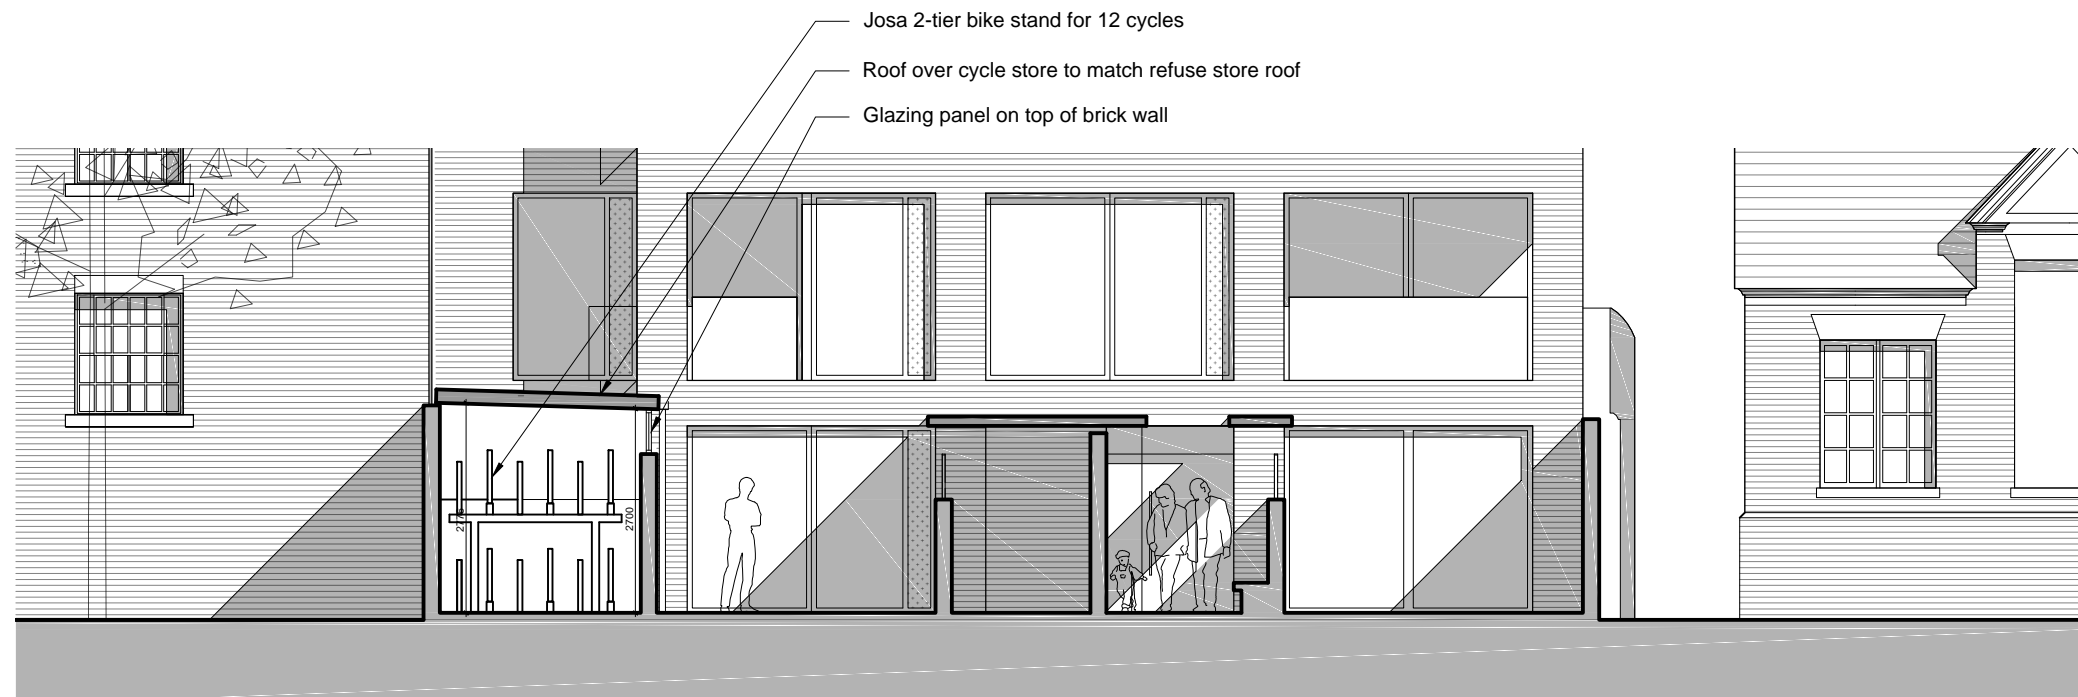 Josa 2-tier bike stand for 12 cycles
Roof over cycle store to match refuse store roof
Glazing panel on top of brick wall
2700